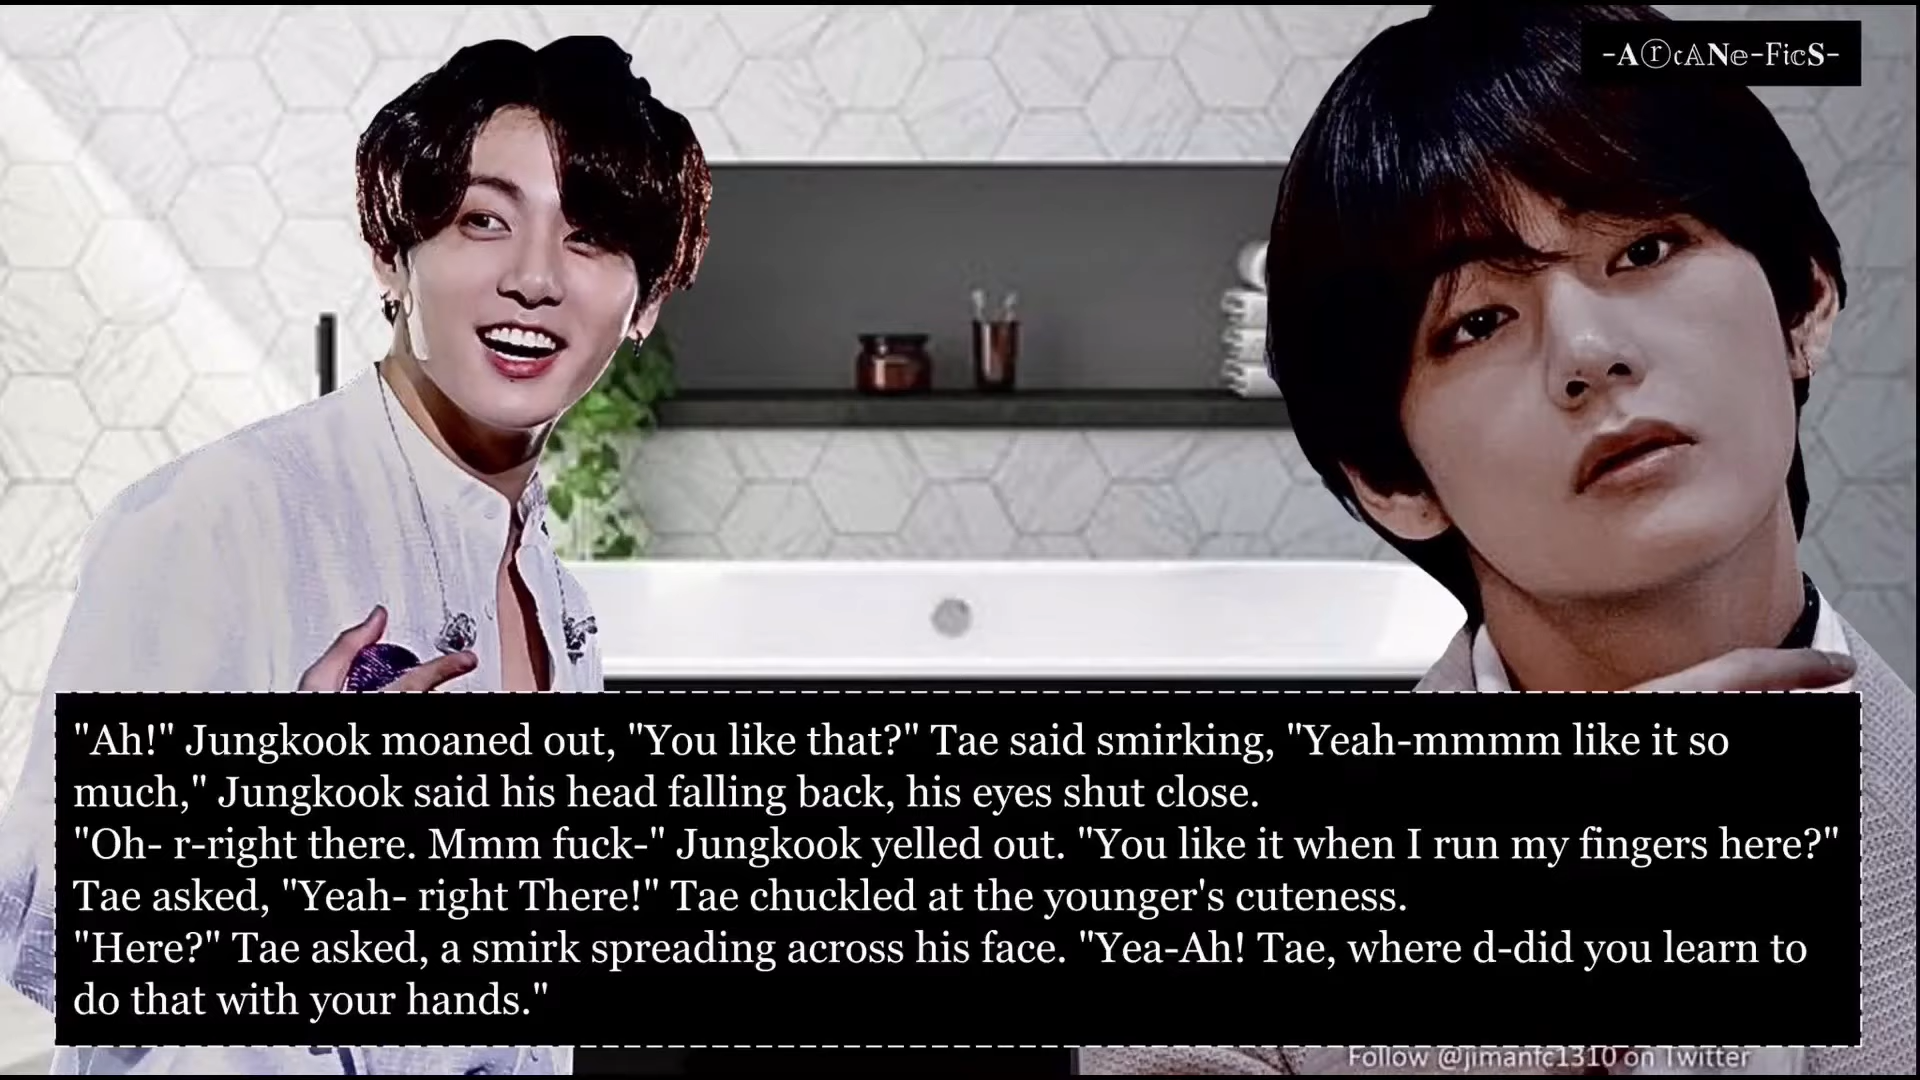 -AⓡcANe-FicS-
"Ah!" Jungkook moaned out, "You like that?" Tae said smirking, "Yeah-mmmm like it so
much," Jungkook said his head falling back, his eyes shut close.
"Oh- r-right there. Mmm fuck-" Jungkook yelled out. "You like it when I run my fingers here?"
Tae asked, "Yeah- right There!" Tae chuckled at the younger's cuteness.
"Here?" Tae asked, a smirk spreading across his face. "Yea-Ah! Tae, where d-did you learn to
do that with your hands."
Follow @jimanfc1310 on Twitter